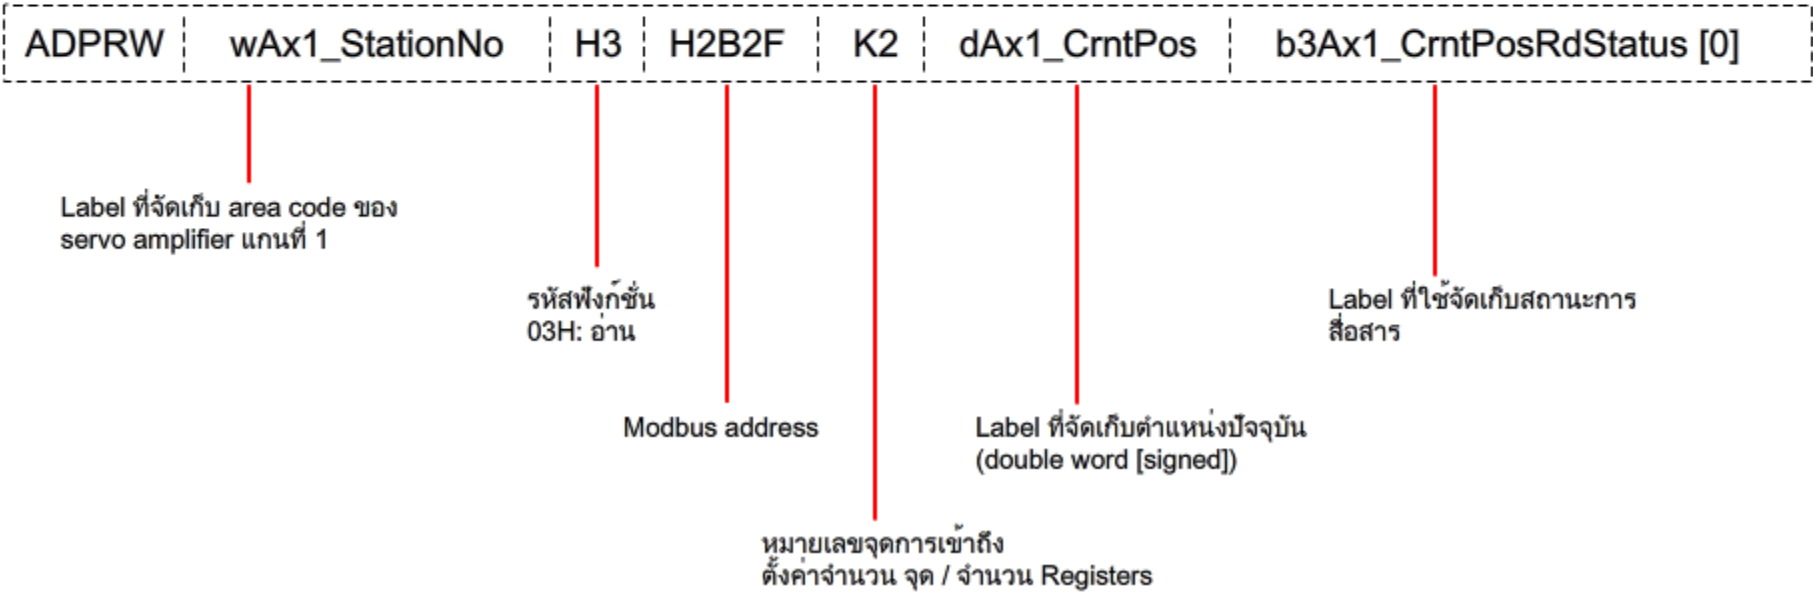 ADPRW wAx1_StationNo H3 H2B2F K2 dAx1_CrntPos b3Ax1_CrntPosRdStatus [0]
Label ที่จัดเก็บ area code ของ
servo amplifier แกนที่ 1
รหัสฟังก์ชั่น
03H: อ่าน
Label ที่ใช้จัดเก็บสถานะการ
สื่อสาร
Modbus address
Label ที่จัดเก็บตำแหน่งปัจจุบัน
(double word [signed])
หมายเลขจุดการเข้าถึง
ตั้งค่าจำนวน จุด / จำนวน Registers